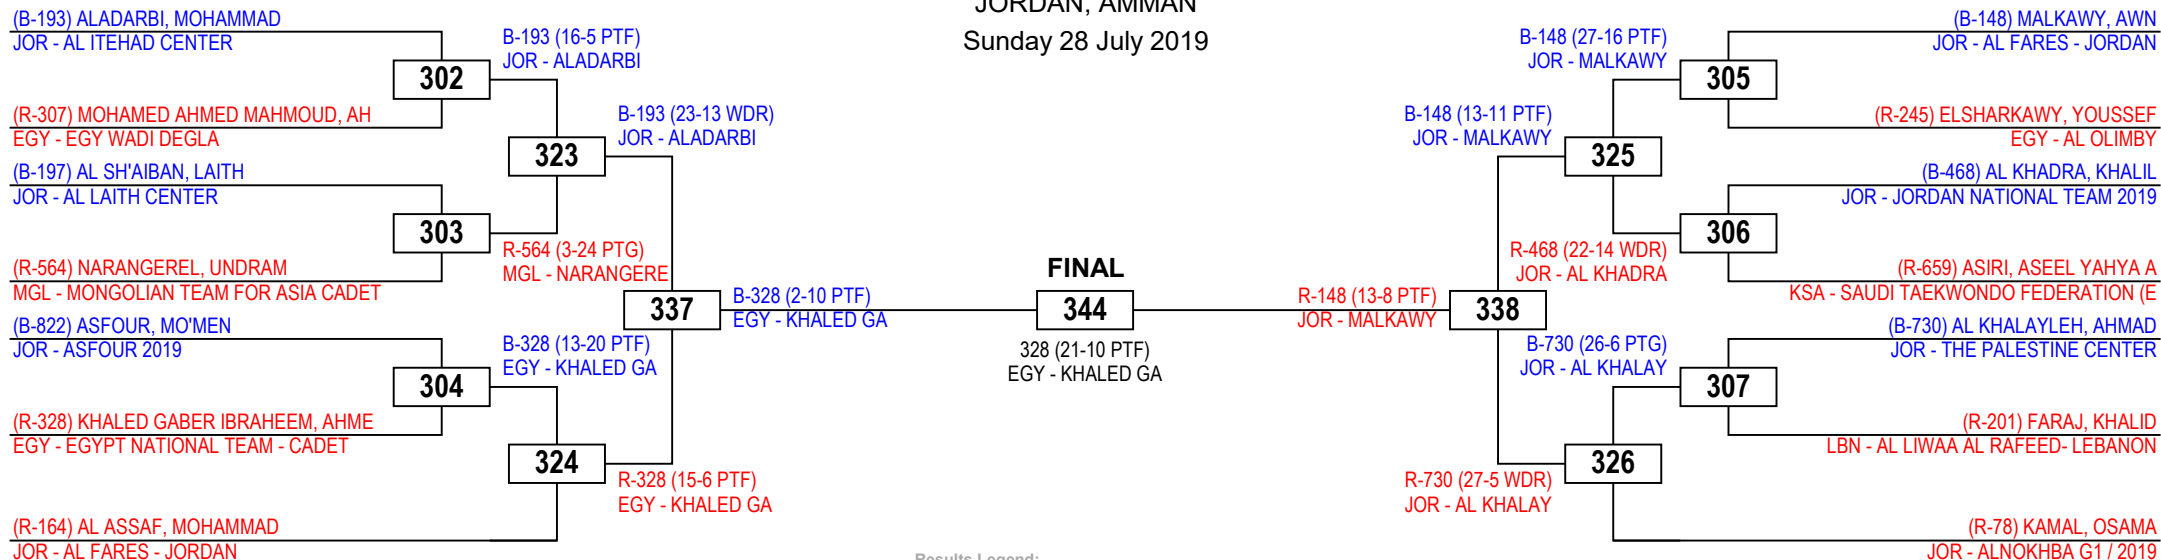 JORDAN, AMMAN
Sunday 28 July 2019
(B-193) ALADARBI, MOHAMMAD
JOR - AL ITEHAD CENTER
302
(R-307) MOHAMED AHMED MAHMOUD, AH
EGY - EGY WADI DEGLA
(B-197) AL SH'AIBAN, LAITH
JOR - AL LAITH CENTER
303
(R-564) NARANGEREL, UNDRAM
MGL - MONGOLIAN TEAM FOR ASIA CADET
(B-822) ASFOUR, MO'MEN
JOR - ASFOUR 2019
304
(R-328) KHALED GABER IBRAHEEM, AHME
EGY - EGYPT NATIONAL TEAM - CADET
(R-164) AL ASSAF, MOHAMMAD
JOR - AL FARES - JORDAN
B-193 (16-5 PTF)
JOR - ALADARBI
323
R-564 (3-24 PTG)
MGL - NARANGERE
B-328 (13-20 PTF)
EGY - KHALED GA
324
B-193 (23-13 WDR)
JOR - ALADARBI
337
R-328 (15-6 PTF)
EGY - KHALED GA
B-328 (2-10 PTF)
EGY - KHALED GA
FINAL
344
328 (21-10 PTF)
EGY - KHALED GA
R-148 (13-8 PTF)
JOR - MALKAWY
338
B-148 (13-11 PTF)
JOR - MALKAWY
R-730 (27-5 WDR)
JOR - AL KHALAY
B-148 (27-16 PTF)
JOR - MALKAWY
325
R-468 (22-14 WDR)
JOR - AL KHADRA
B-730 (26-6 PTG)
JOR - AL KHALAY
326
(B-148) MALKAWY, AWN
JOR - AL FARES - JORDAN
305
(R-245) ELSHARKAWY, YOUSSEF
EGY - AL OLIMBY
(B-468) AL KHADRA, KHALIL
JOR - JORDAN NATIONAL TEAM 2019
306
(R-659) ASIRI, ASEEL YAHYA A
KSA - SAUDI TAEKWONDO FEDERATION (E
(B-730) AL KHALAYLEH, AHMAD
JOR - THE PALESTINE CENTER
307
(R-201) FARAJ, KHALID
LBN - AL LIWAA AL RAFEED- LEBANON
(R-78) KAMAL, OSAMA
JOR - ALNOKHBA G1 / 2019
Results Legend: